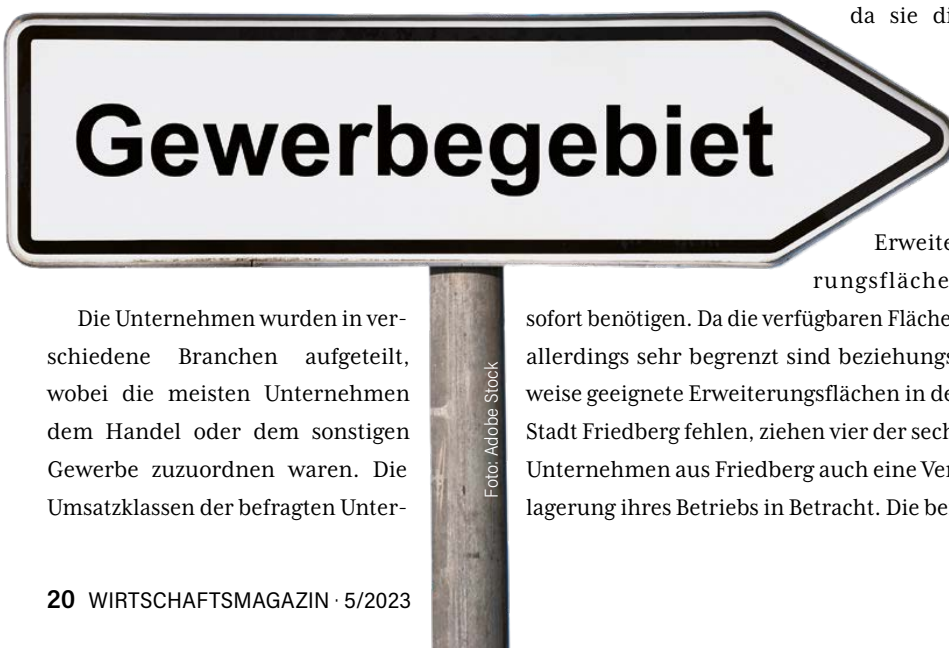 da sie di
Gewerbegebiet
Die Unternehmen wurden in ver-
schiedene Branchen aufgeteilt,
wobei die meisten Unternehmen
dem Handel oder dem sonstigen
Gewerbe zuzuordnen waren. Die
Umsatzklassen der befragten Unter-
Foto: Adobe Stock
Erweite
rungsfläche
sofort benötigen. Da die verfügbaren Fläche
allerdings sehr begrenzt sind beziehungs
weise geeignete Erweiterungsflächen in de
Stadt Friedberg fehlen, ziehen vier der sech
Unternehmen aus Friedberg auch eine Ver
lagerung ihres Betriebs in Betracht. Die be
20 WIRTSCHAFTSMAGAZIN · 5/2023